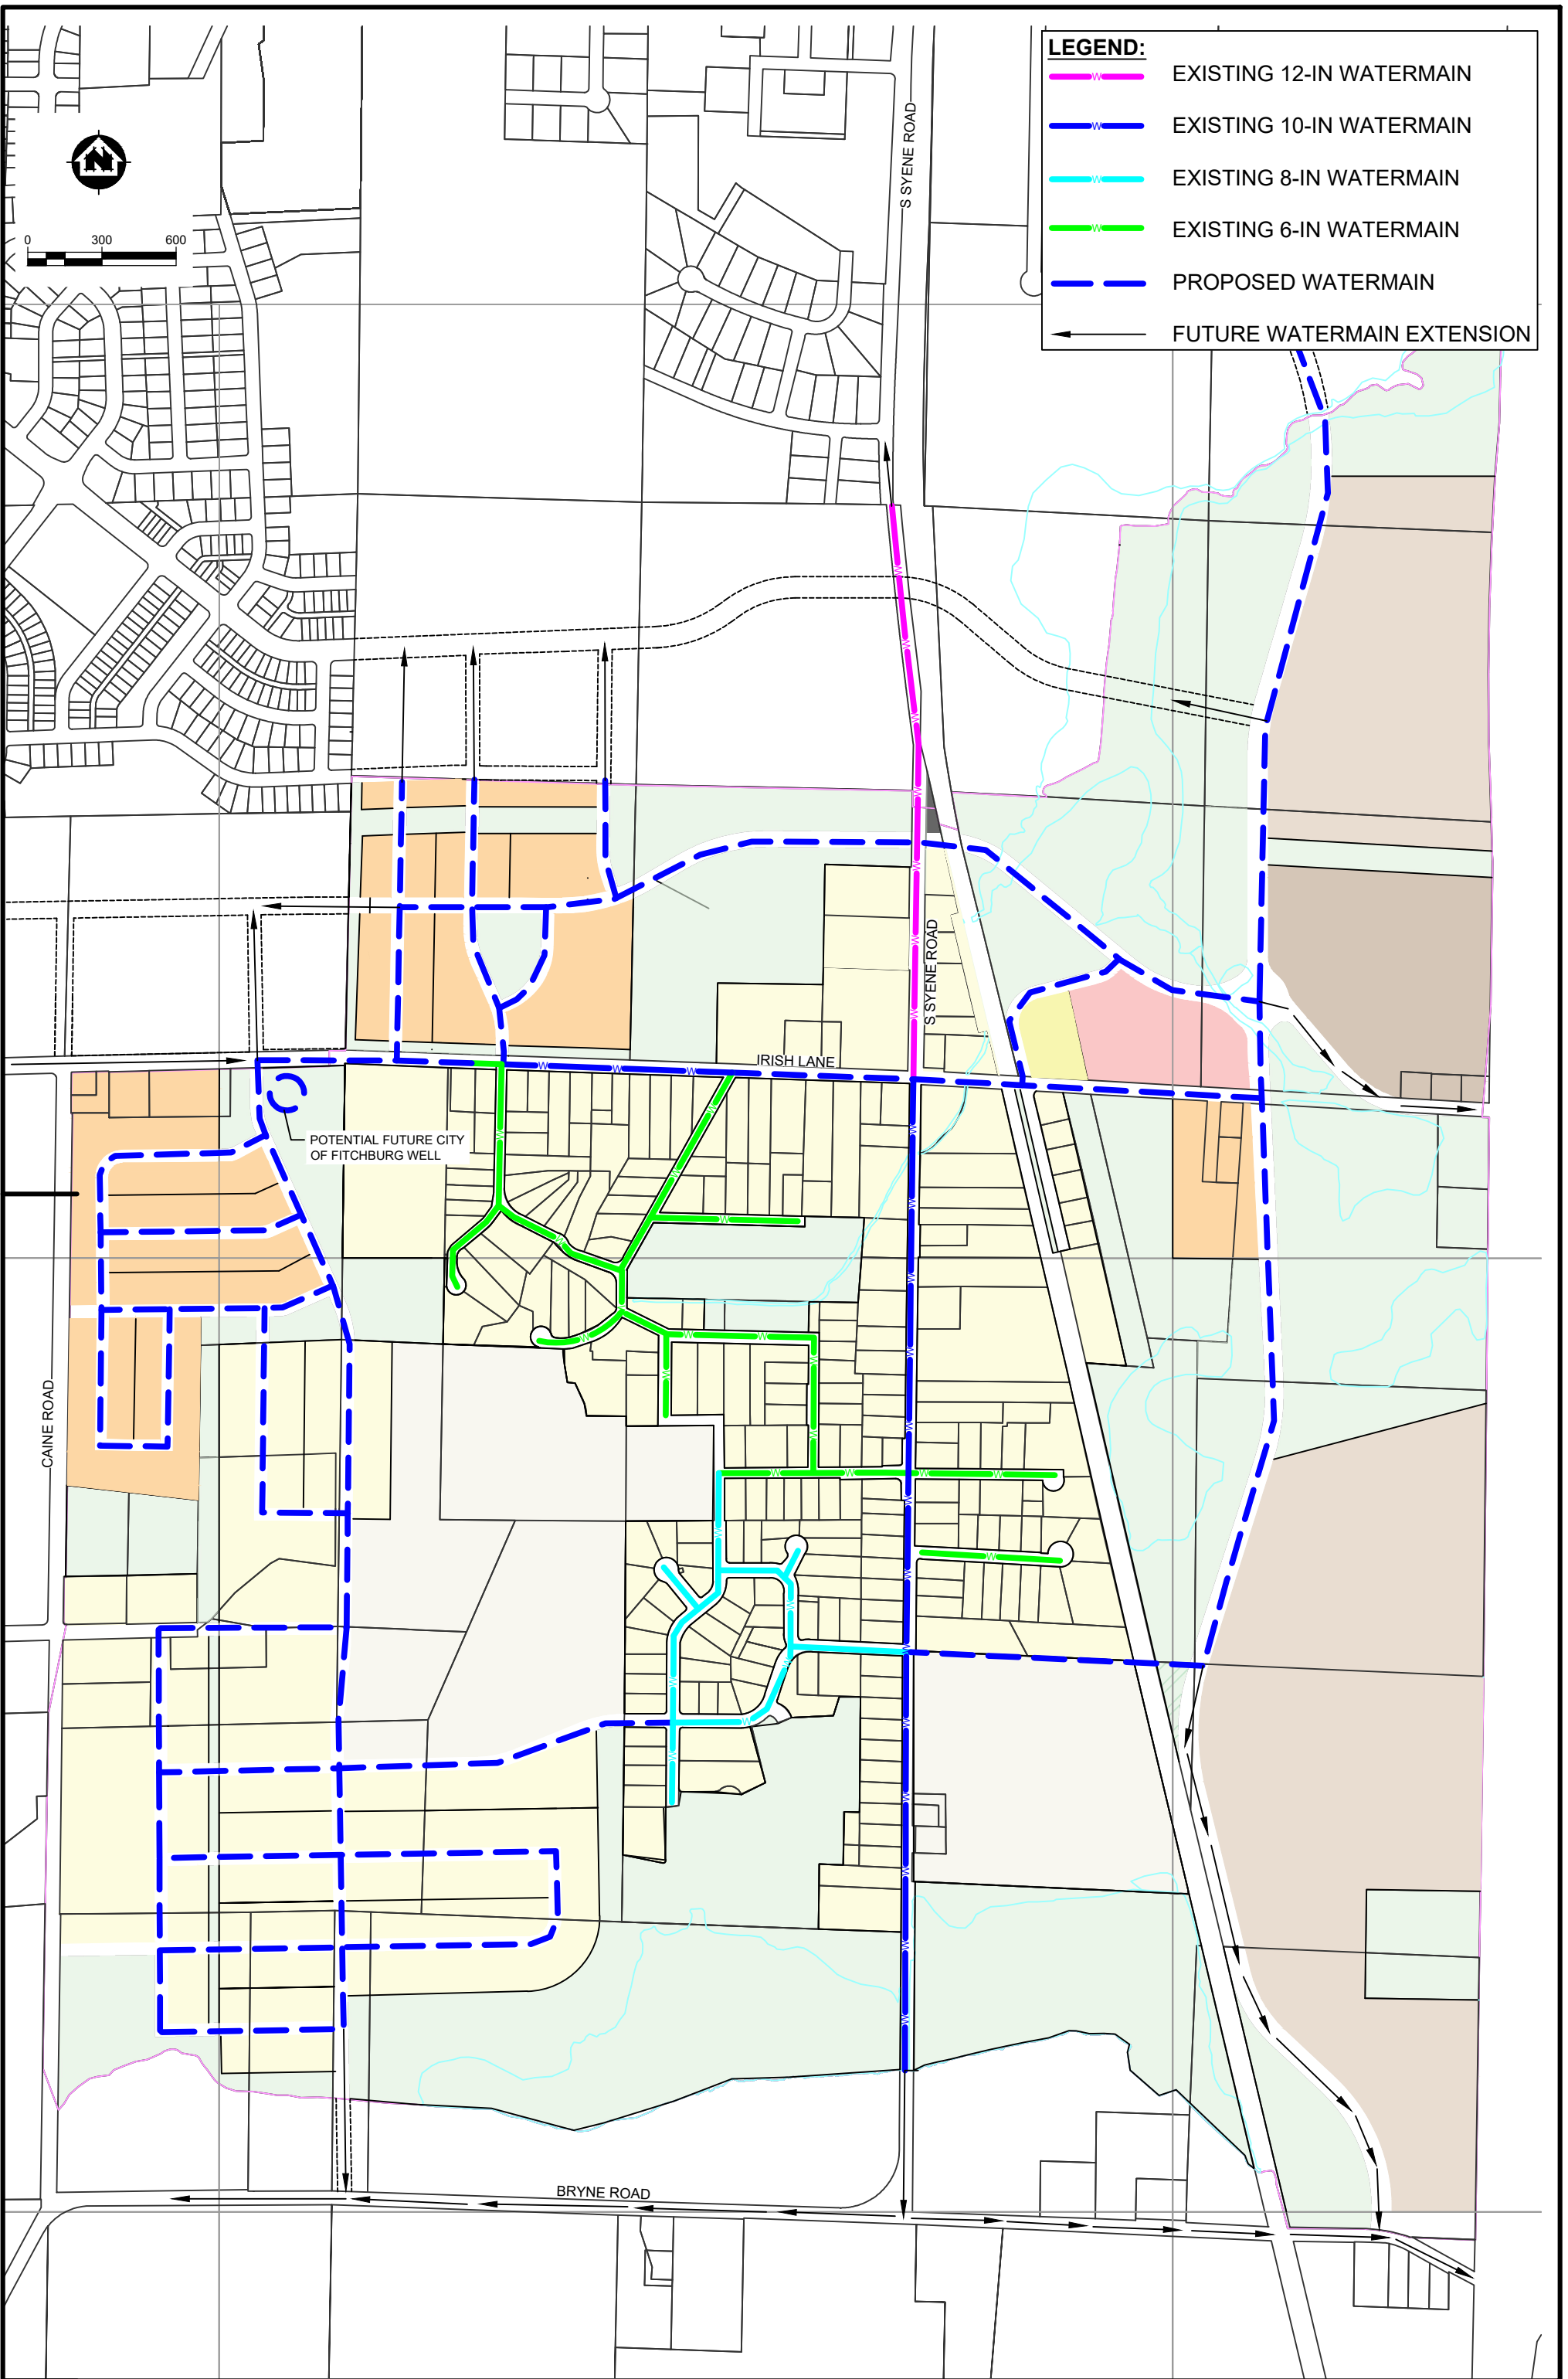 LEGEND:
EXISTING 12-IN WATERMAIN
EXISTING 10-IN WATERMAIN
EXISTING 8-IN WATERMAIN
EXISTING 6-IN WATERMAIN
PROPOSED WATERMAIN
FUTURE WATERMAIN EXTENSION
N
0 300 600
S SYENE ROAD
S SYENE ROAD
IRISH LANE
POTENTIAL FUTURE CITY
OF FITCHBURG WELL
CAINE ROAD
BRYNE ROAD